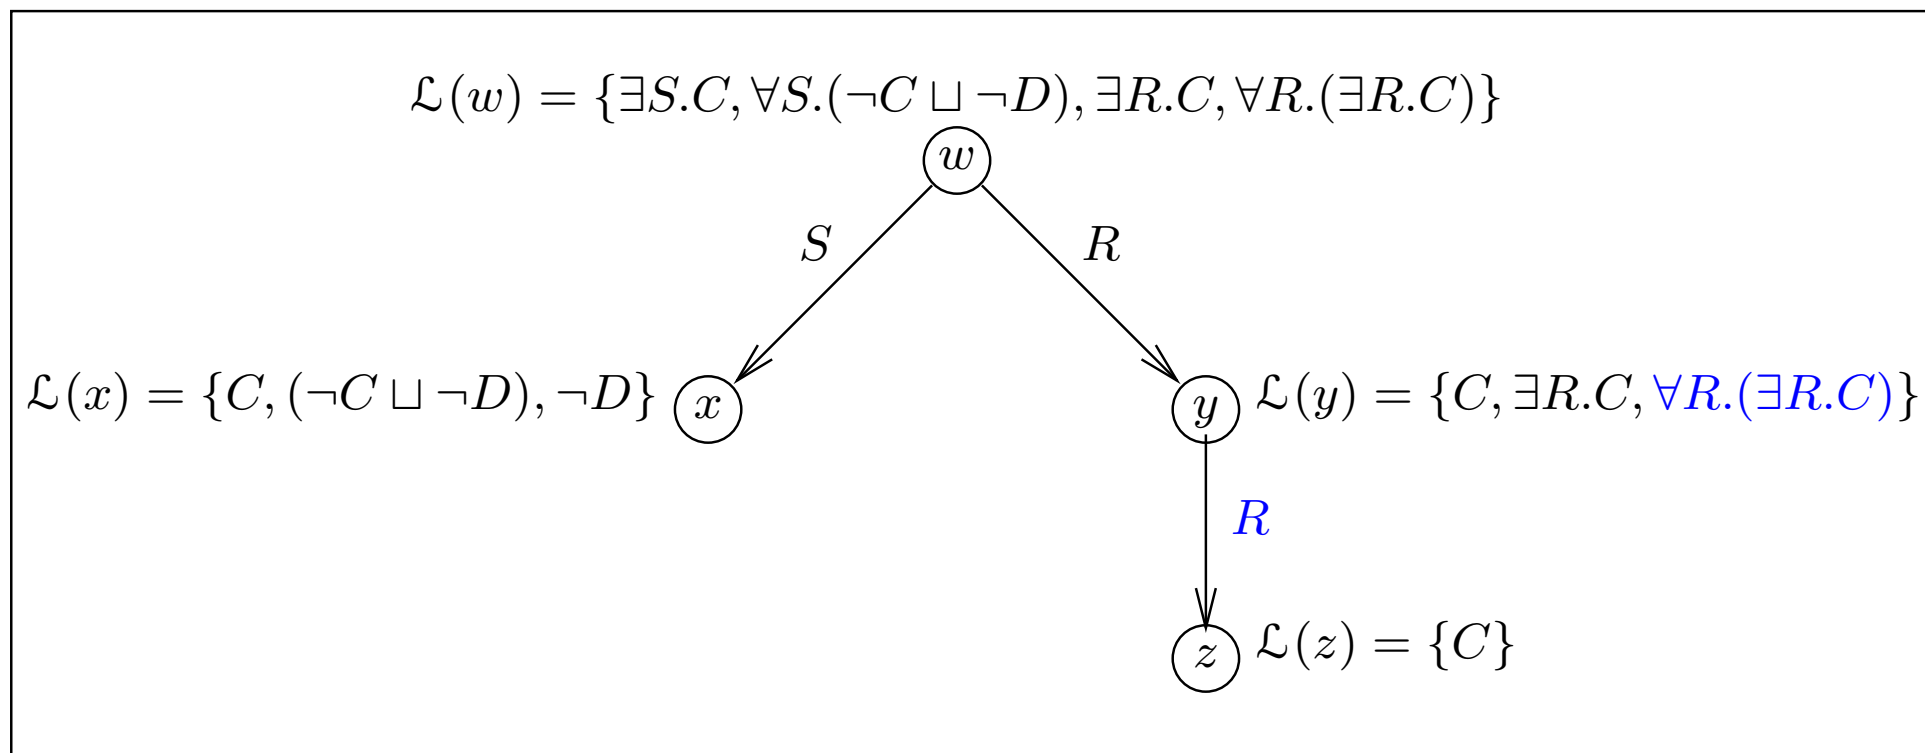 ℒ(w) = {∃S.C, ∀S.(¬C ⊔ ¬D), ∃R.C, ∀R.(∃R.C)}
w
S R
ℒ(x) = {C, (¬C ⊔ ¬D), ¬D} x y ℒ(y) = {C, ∃R.C, ∀R.(∃R.C)}
R
z ℒ(z) = {C}